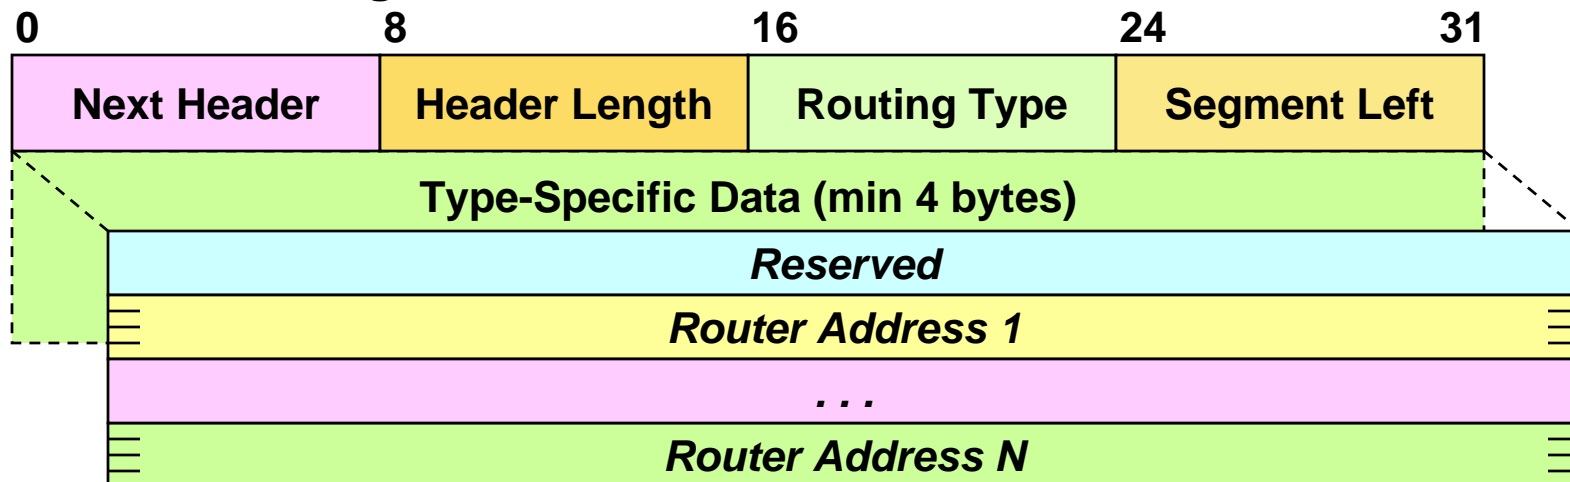 0 8 16 24 31
Next Header Header Length Routing Type Segment Left
Type-Specific Data (min 4 bytes)
Reserved
Router Address 1
. . .
Router Address N